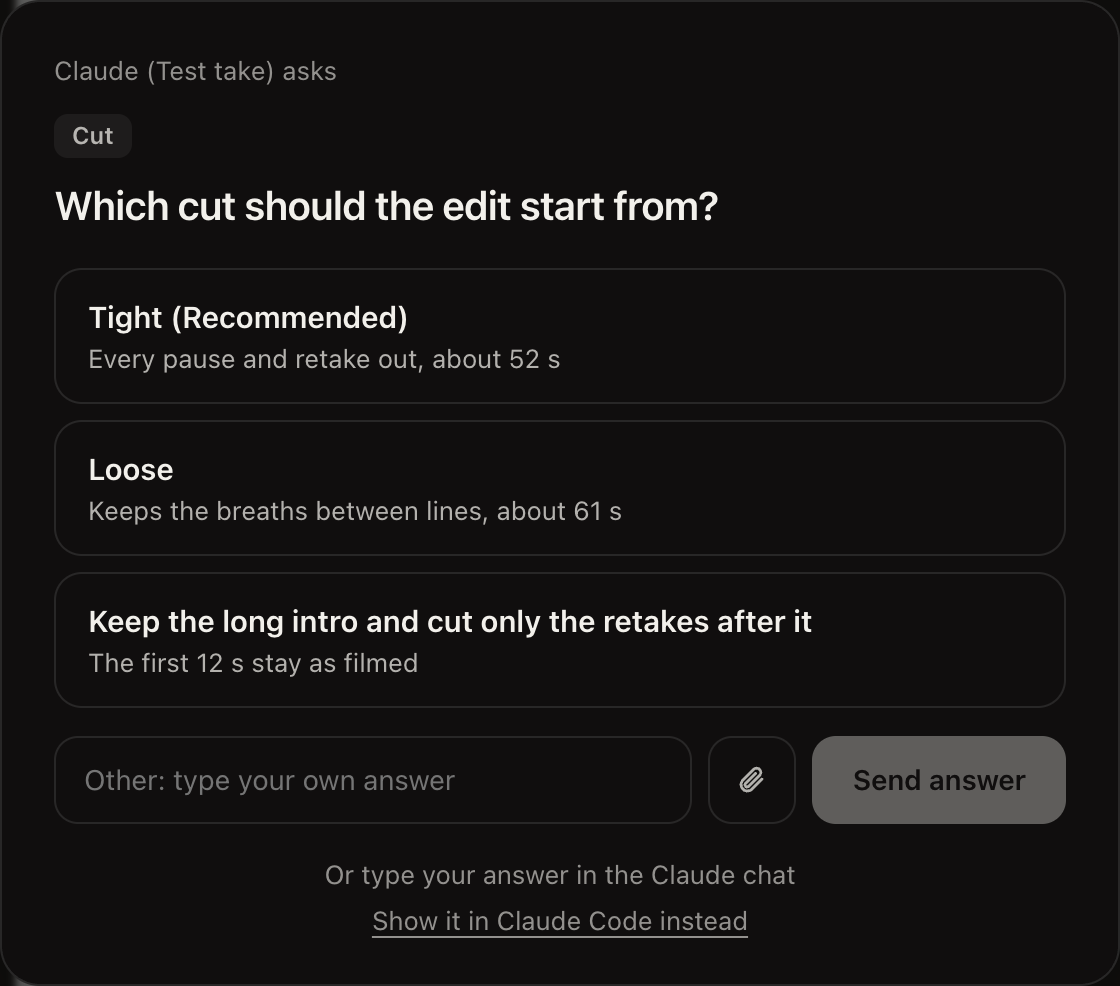 Claude (Test take) asks
Cut
Which cut should the edit start from?
Tight (Recommended)
Every pause and retake out, about 52 s
Loose
Keeps the breaths between lines, about 61 s
Keep the long intro and cut only the retakes after it
The first 12 s stay as filmed
Other: type your own answer
Send answer
Or type your answer in the Claude chat
Show it in Claude Code instead